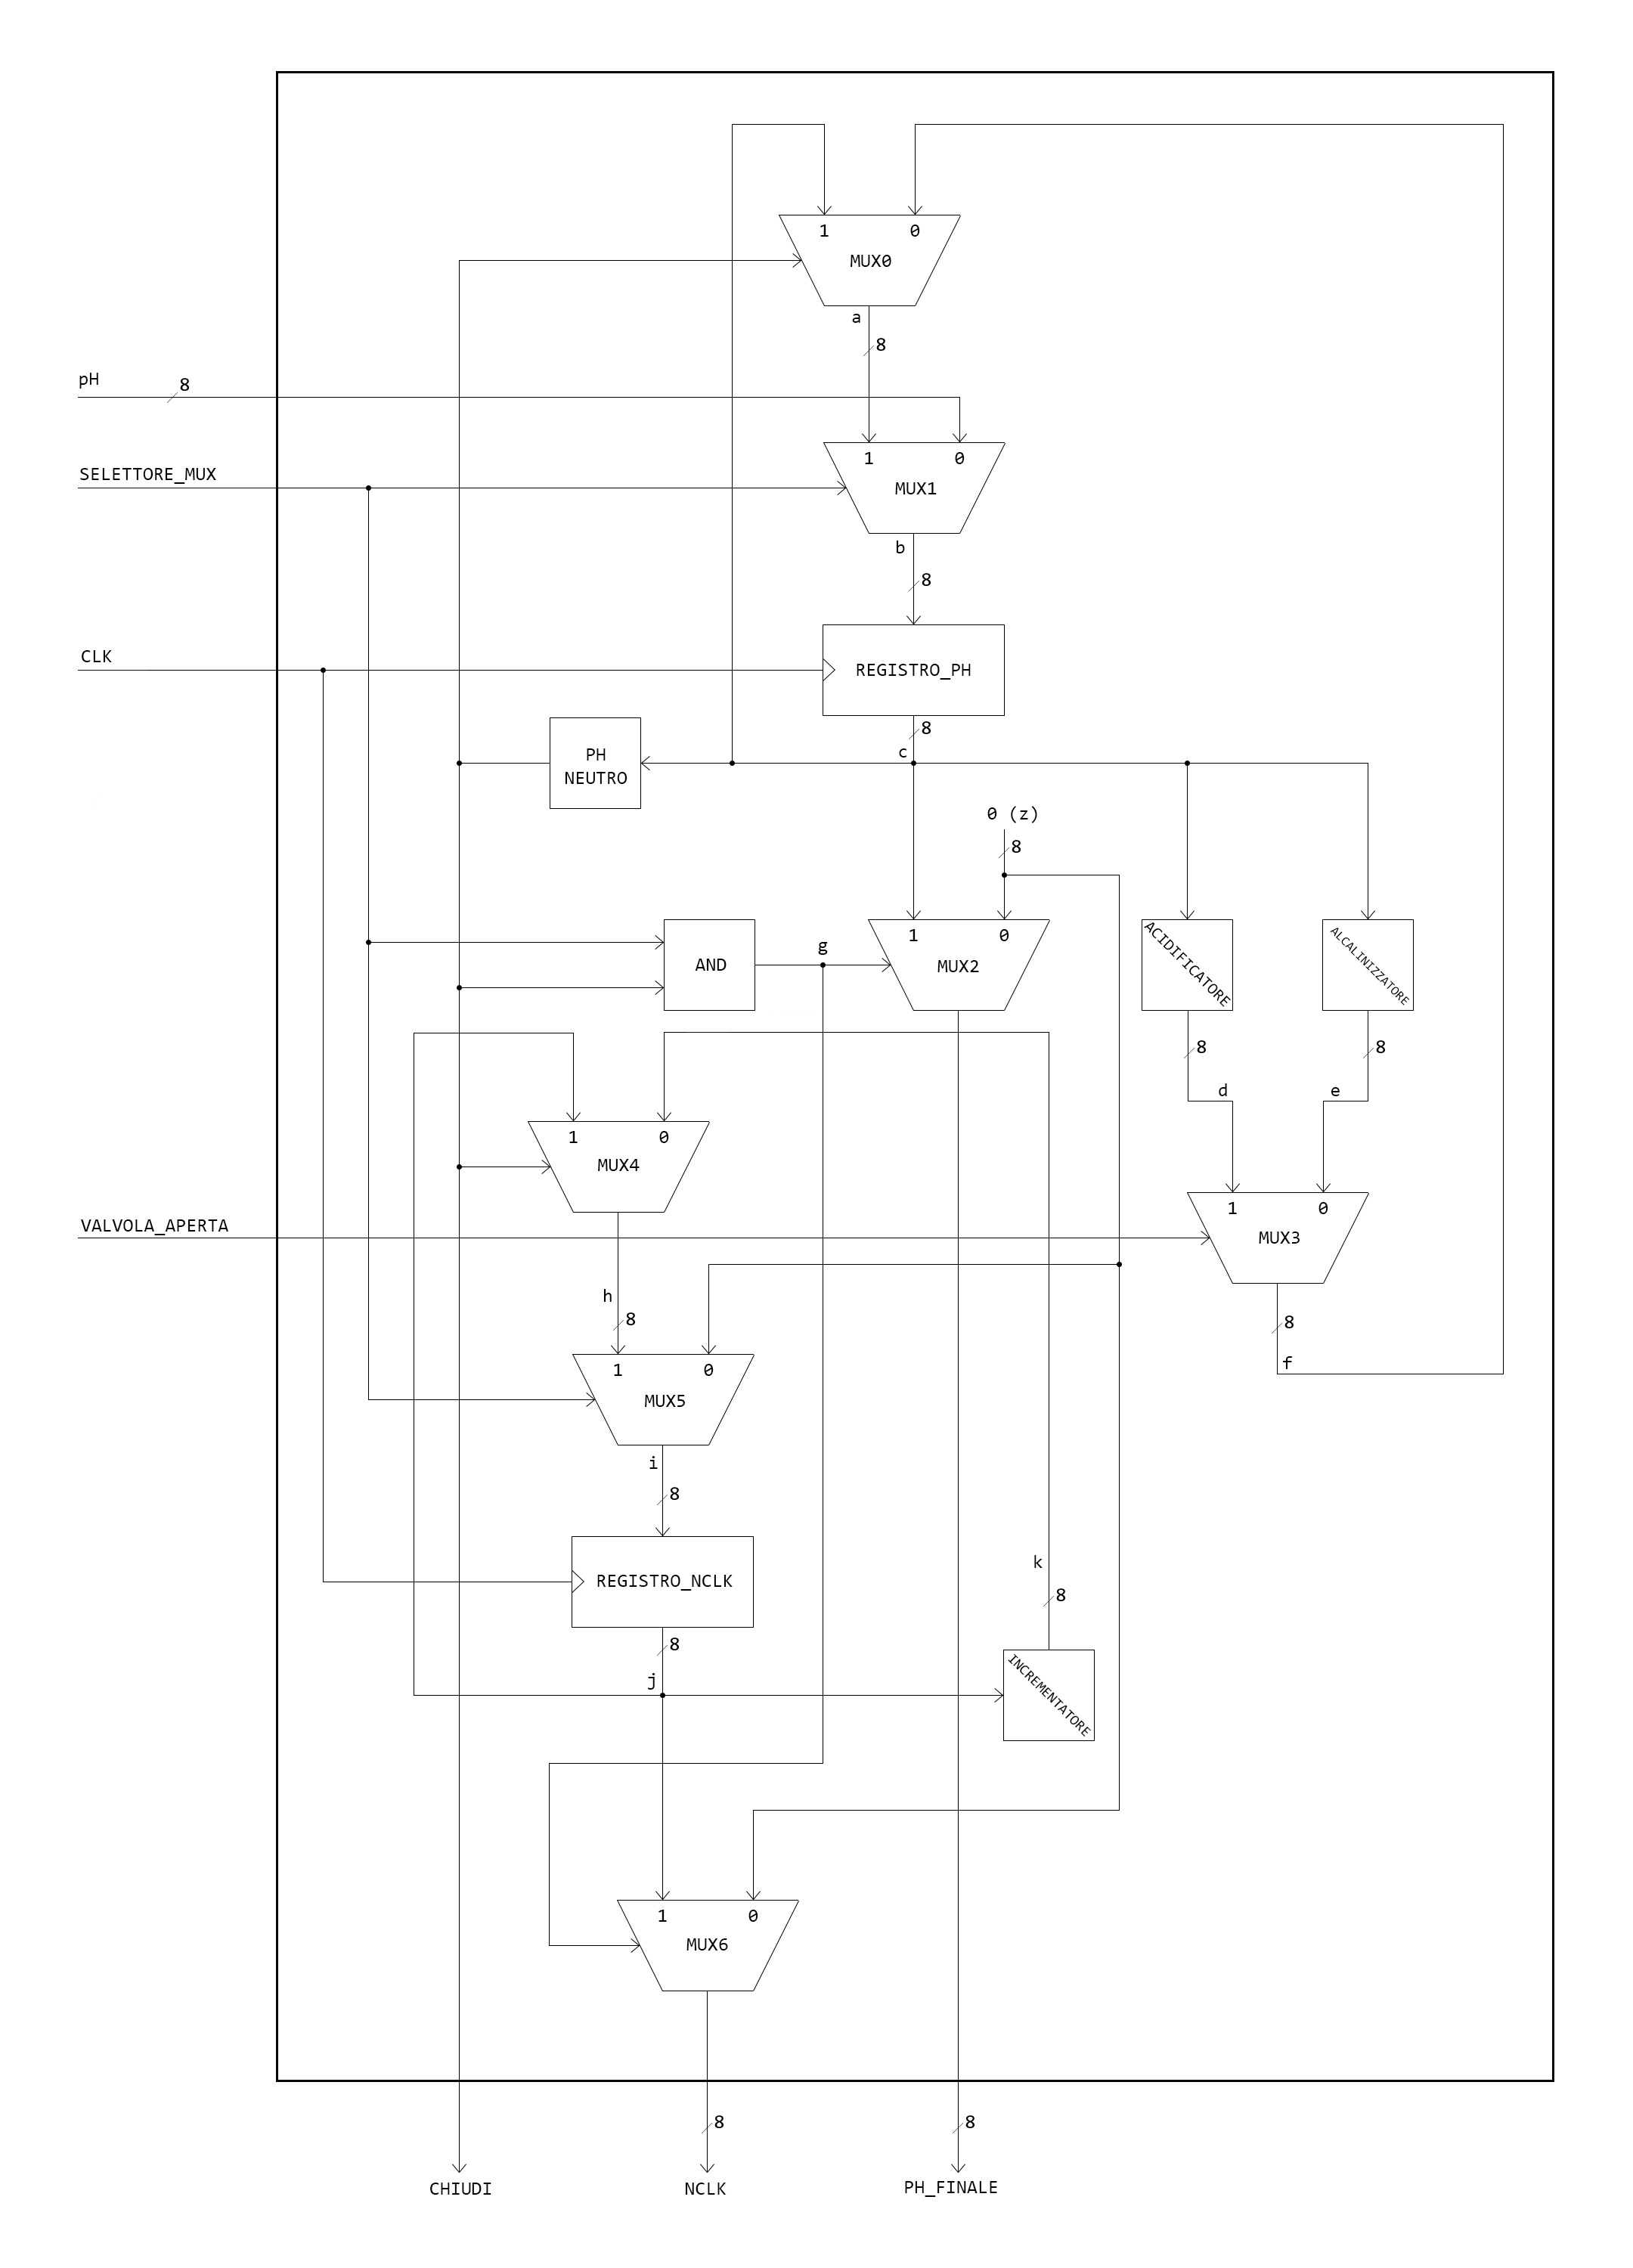 1 0
MUX0
a
8
pH 8
SELETTORE_MUX
1 0
MUX1
b
8
CLK
REGISTRO_PH
8
c
PH
NEUTRO
0 (z)
8
g
AND
1 0
MUX2
ACIDIFICATORE
ALCALINIZZATORE
8 8
d e
1 0
MUX4
VALVOLA_APERTA
1 0
MUX3
h
8
8
f
1 0
MUX5
i
8
k
8
REGISTRO_NCLK
8
j
INCREMENTATORE
1 0
MUX6
8 8
CHIUDI NCLK PH_FINALE